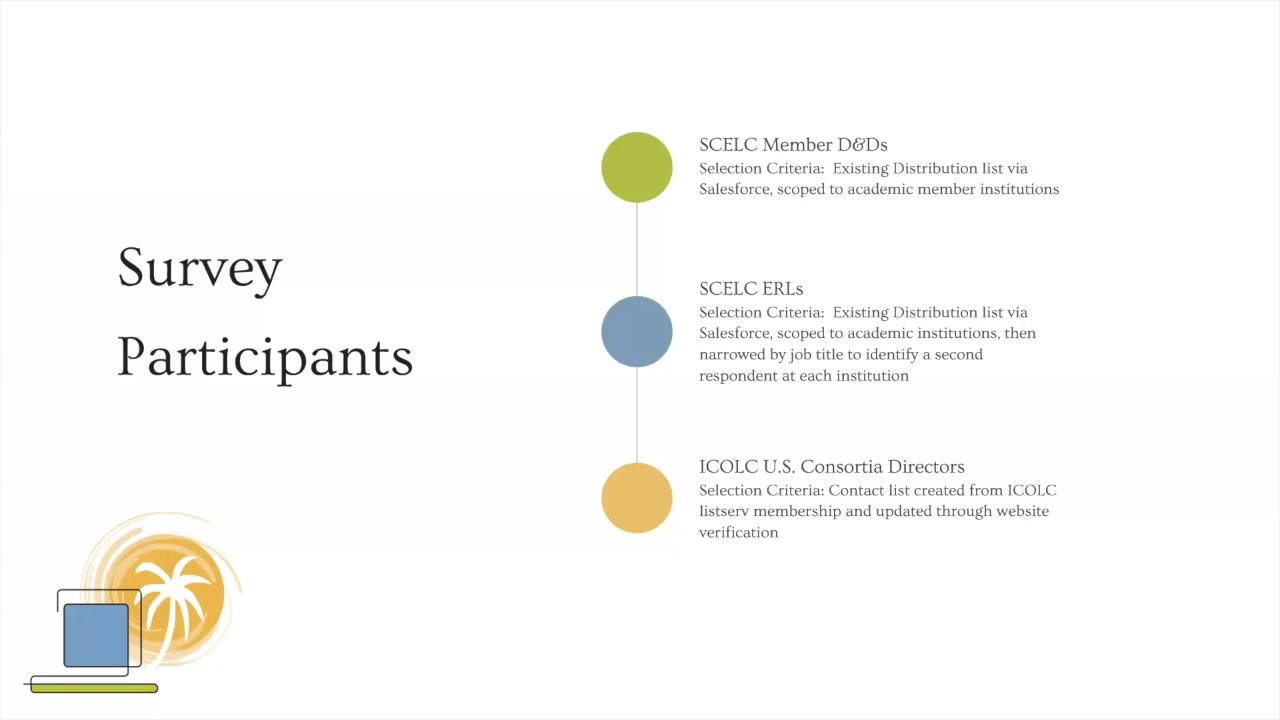 Survey
Participants
SCELC Member D&Ds
Selection Criteria:  Existing Distribution list via
Salesforce, scoped to academic member institutions
SCELC ERLs
Selection Criteria:  Existing Distribution list via
Salesforce, scoped to academic institutions, then
narrowed by job title to identify a second
respondent at each institution
ICOLC U.S. Consortia Directors
Selection Criteria: Contact list created from ICOLC
listserv membership and updated through website
verification